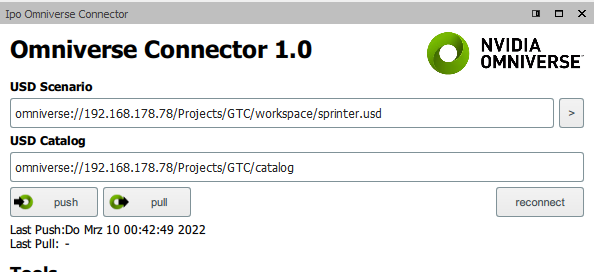 Ipo Omniverse Connector
Omniverse Connector 1.0
NVIDIA
OMNIVERSE
USD Scenario
omniverse://192.168.178.78/Projects/GTC/workspace/sprinter.usd
>
USD Catalog
omniverse://192.168.178.78/Projects/GTC/catalog
push
pull
reconnect
Last Push:Do Mrz 10 00:42:49 2022
Last Pull: -
Tools